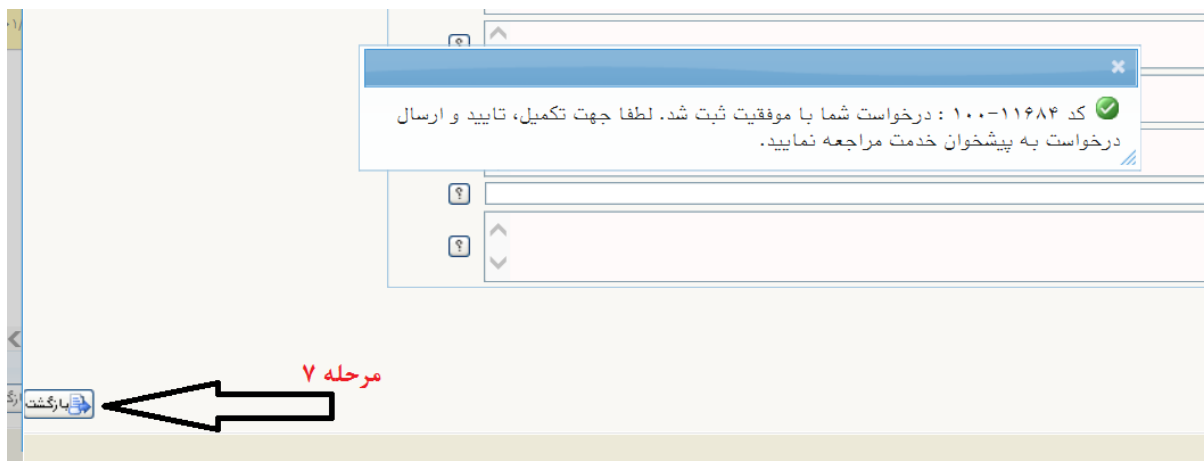 کد ۱۱۶۸۴-۱۰۰ : درخواست شما با موفقیت ثبت شد. لطفا جهت تکمیل، تایید و ارسال
درخواست به پیشخوان خدمت مراجعه نمایید.
؟
؟
؟
مرحله ۷
بازگشت